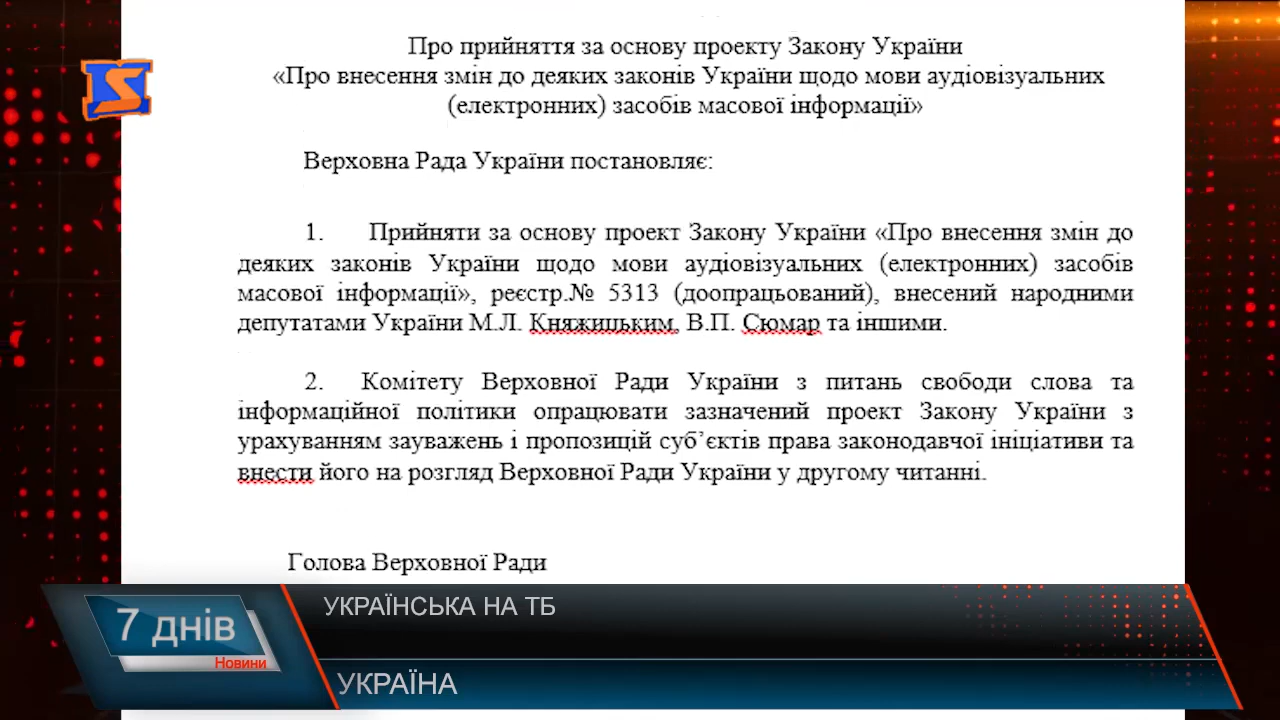 Про прийняття за основу проекту Закону України
«Про внесення змін до деяких законів України щодо мови аудіовізуальних
(електронних) засобів масової інформації»
Верховна Рада України постановляє:
1. Прийняти за основу проект Закону України «Про внесення змін до
деяких законів України щодо мови аудіовізуальних (електронних) засобів
масової інформації», реєстр.№ 5313 (доопрацьований), внесений народними
депутатами України М.Л. Княжицьким, В.П. Сюмар та іншими.
2. Комітету Верховної Ради України з питань свободи слова та
інформаційної політики опрацювати зазначений проект Закону України з
урахуванням зауважень і пропозицій суб’єктів права законодавчої ініціативи та
внести його на розгляд Верховної Ради України у другому читанні.
Голова Верховної Ради
УКРАЇНСЬКА НА ТБ
7 днів
Новини
УКРАЇНА